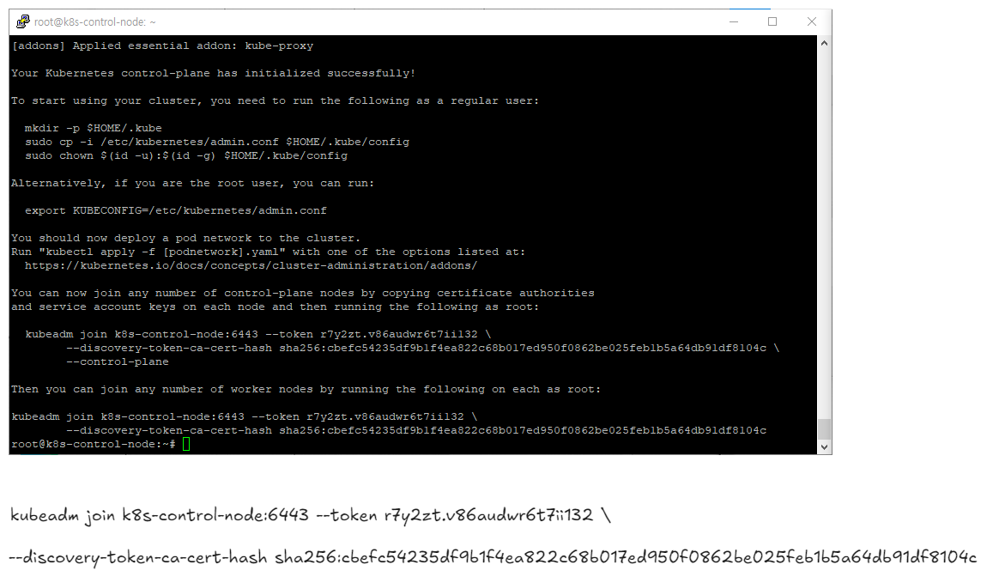 root@k8s-control-node: ~
[addons] Applied essential addon: kube-proxy
Your Kubernetes control-plane has initialized successfully!
To start using your cluster, you need to run the following as a regular user:
mkdir -p $HOME/.kube
sudo cp -i /etc/kubernetes/admin.conf $HOME/.kube/config
sudo chown $(id -u):$(id -g) $HOME/.kube/config
Alternatively, if you are the root user, you can run:
export KUBECONFIG=/etc/kubernetes/admin.conf
You should now deploy a pod network to the cluster.
Run "kubectl apply -f [podnetwork].yaml" with one of the options listed at:
https://kubernetes.io/docs/concepts/cluster-administration/addons/
You can now join any number of control-plane nodes by copying certificate authorities
and service account keys on each node and then running the following as root:
kubeadm join k8s-control-node:6443 --token r7y2zt.v86audwr6t7ii132 \
--discovery-token-ca-cert-hash sha256:cbefc54235df9b1f4ea822c68b017ed950f0862be025feb1b5a64db91df8104c \
--control-plane
Then you can join any number of worker nodes by running the following on each as root:
kubeadm join k8s-control-node:6443 --token r7y2zt.v86audwr6t7ii132 \
--discovery-token-ca-cert-hash sha256:cbefc54235df9b1f4ea822c68b017ed950f0862be025feb1b5a64db91df8104c
root@k8s-control-node:~#
kubeadm join k8s-control-node:6443 --token r7y2zt.v86audwr6t7ii132 \
--discovery-token-ca-cert-hash sha256:cbefc54235df9b1f4ea822c68b017ed950f0862be025feb1b5a64db91df8104c